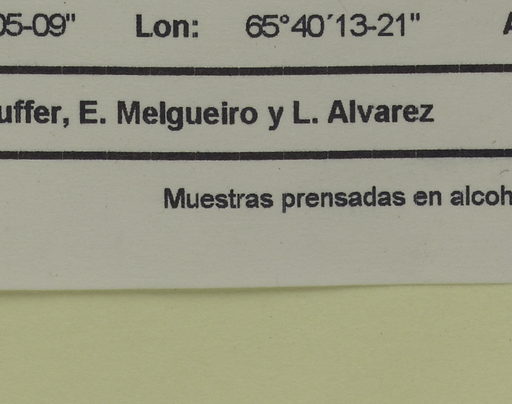 05-09" Lon: 65°40´13-21"
uffer, E. Melgueiro y L. Alvarez
Muestras prensadas en alcoh